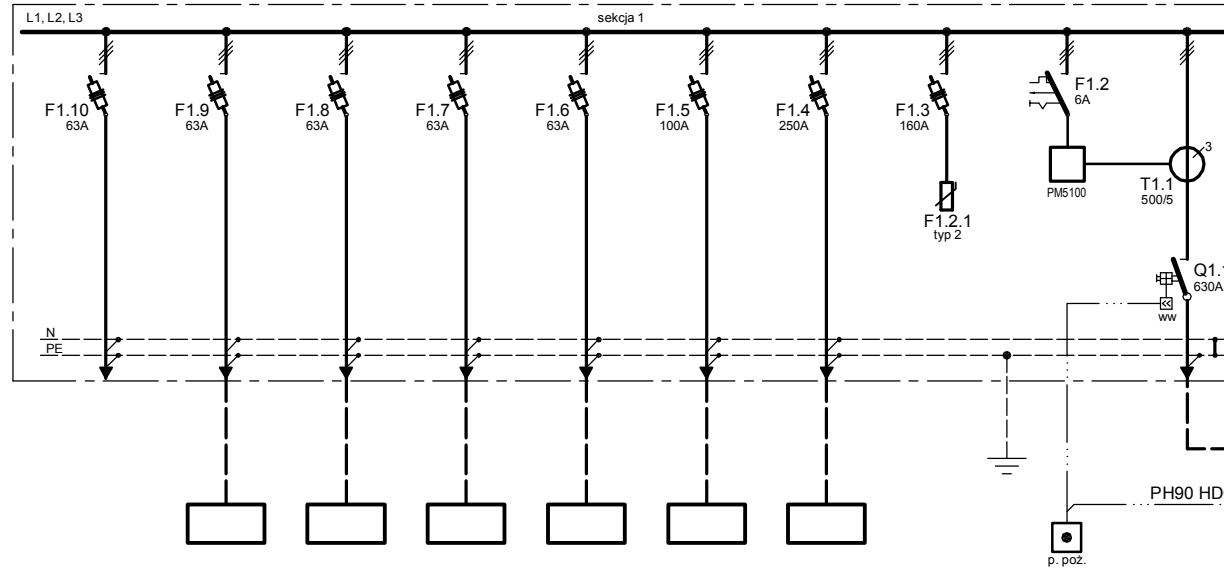 L1, L2, L3
sekcja 1
F1.10
63A
F1.9
63A
F1.8
63A
F1.7
63A
F1.6
63A
F1.5
100A
F1.4
250A
F1.3
160A
F1.2
6A
3
PM5100
T1.1
500/5
F1.2.1
typ 2
Q1.1
630A
ww
N
PE
PH90 HD
p. poż.